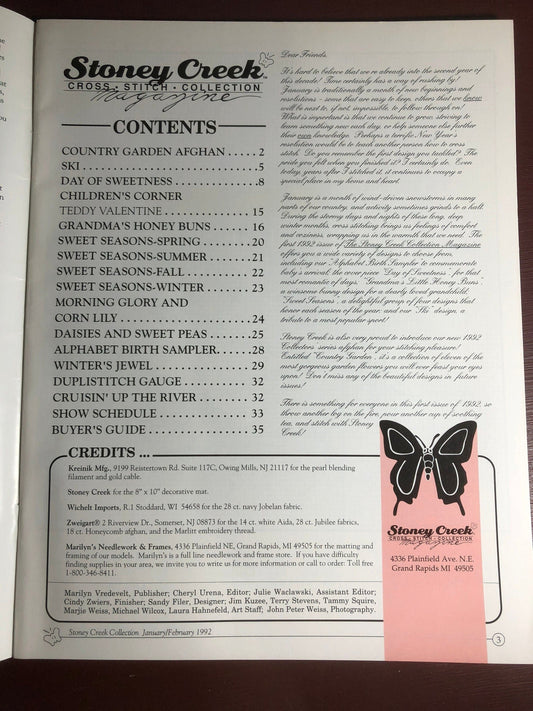 Stoney Creek™
CROSS • STITCH • COLLECTION
magazine
CONTENTS
COUNTRY GARDEN AFGHAN . . . . . 2
SKI . . . . . . . . . . . . . . . . . . . . . . . . . . . 5
DAY OF SWEETNESS . . . . . . . . . . . . . 8
CHILDREN'S CORNER
TEDDY VALENTINE . . . . . . . . . . . . . . 15
GRANDMA'S HONEY BUNS . . . . . . 16
SWEET SEASONS-SPRING . . . . . . . . 20
SWEET SEASONS-SUMMER . . . . . . . 21
SWEET SEASONS-FALL . . . . . . . . . . 22
SWEET SEASONS-WINTER . . . . . . . . 23
MORNING GLORY AND
CORN LILY . . . . . . . . . . . . . . . . . . . . 24
DAISIES AND SWEET PEAS . . . . . . . 25
ALPHABET BIRTH SAMPLER. . . . . . . 28
WINTER'S JEWEL . . . . . . . . . . . . . . . 29
DUPLISTITCH GAUGE . . . . . . . . . . 32
CRUISIN' UP THE RIVER . . . . . . . . . 32
SHOW SCHEDULE . . . . . . . . . . . . . . 33
BUYER'S GUIDE . . . . . . . . . . . . . . . . 35
Dear Friends,
It's hard to believe that we're already into the second year of
this decade! Time certainly has a way of rushing by!
January is traditionally a month of new beginnings and
resolutions - some that are easy to keep, others that we know
will be next to, if not, impossible, to follow through on!
What is important is that we continue to grow, striving to
learn something new each day, or help someone else further
their own knowledge. Perhaps a terrific New Year's
resolution would be to teach another person how to cross
stitch. Do you remember the first design you tackled? The
pride you felt when you finished it? I certainly do. Even
today, years after I stitched it, it continues to occupy a
special place in my home and heart.
January is a month of wind-driven snowstorms in many
parts of our country, and activity sometimes grinds to a halt.
During the stormy days and nights of these long, deep
winter months, cross stitching brings us feelings of comfort
and coziness, wrapping us in the warmth that we need. The
first 1992 issue of The Stoney Creek Collection Magazine
offers you a wide variety of designs to choose from,
including our "Alphabet Birth Sampler" to commemorate
baby's arrival; the cover piece "Day of Sweetness", for that
most romantic of days; "Grandma's Little Honey Buns",
a winsome bunny design for a dearly loved grandchild;
"Sweet Seasons", a delightful group of four designs that
honor each season of the year; and our "Ski" design, a
tribute to a most popular sport!
Stoney Creek is also very proud to introduce our new 1992
Collectors' series afghan for your stitching pleasure!
Entitled "Country Garden", it's a collection of eleven of the
most gorgeous garden flowers you will ever feast your eyes
upon! Don't miss any of the beautiful designs in future
issues!
There is something for everyone in this first issue of 1992, so
throw another log on the fire, pour another cup of soothing
tea, and stitch with Stoney
Creek!
CREDITS ...
Kreinik Mfg., 9199 Reistertown Rd. Suite 117C, Owing Mills, NJ 21117 for the pearl blending
filament and gold cable.
Stoney Creek for the 8" x 10" decorative mat.
Wichelt Imports, R.1 Stoddard, WI 54658 for the 28 ct. navy Jobelan fabric.
Zweigart® 2 Riverview Dr., Somerset, NJ 08873 for the 14 ct. white Aida, 28 ct. Jubilee fabrics,
18 ct. Honeycomb afghan, and the Marlitt embroidery thread.
Marilyn's Needlework & Frames, 4336 Plainfield NE, Grand Rapids, MI 49505 for the matting and
framing of our models. Marilyn's is a full line needlework and frame store. If you have difficulty
finding supplies in your area, we invite you to write us for more information or call to order: Toll free
1-800-346-8411.
Marilyn Vredevelt, Publisher; Cheryl Urena, Editor; Julie Waclawski, Assistant Editor;
Cindy Zwiers, Finisher; Sandy Filer, Designer; Jim Kuzee, Terry Stevens, Tammy Squire,
Marjie Weiss, Michael Wilcox, Laura Hahnefeld, Art Staff; John Peter Weiss, Photography.
Stoney Creek
CROSS • STITCH • COLLECTION
magazine
4336 Plainfield Ave. N.E.
Grand Rapids MI 49505
Stoney Creek Collection January/February 1992
3